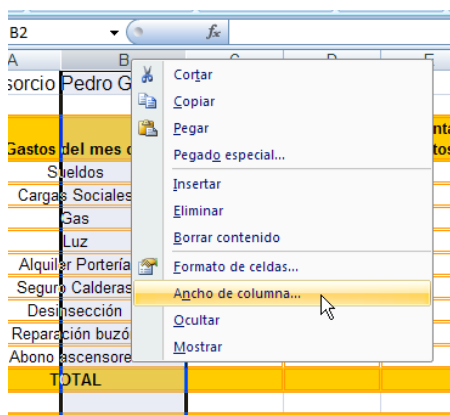 B2 fx
A B C D E
sorcio Pedro G
Cortar
Copiar
Pegar
Pegado especial...
Insertar
Eliminar
Borrar contenido
Formato de celdas...
Ancho de columna...
Ocultar
Mostrar
Gastos del mes
Sueldos
Cargas Sociales
Gas
Luz
Alquiler Portería
Seguro Calderas
Desinsección
Reparación buzó
Abono ascensore
TOTAL